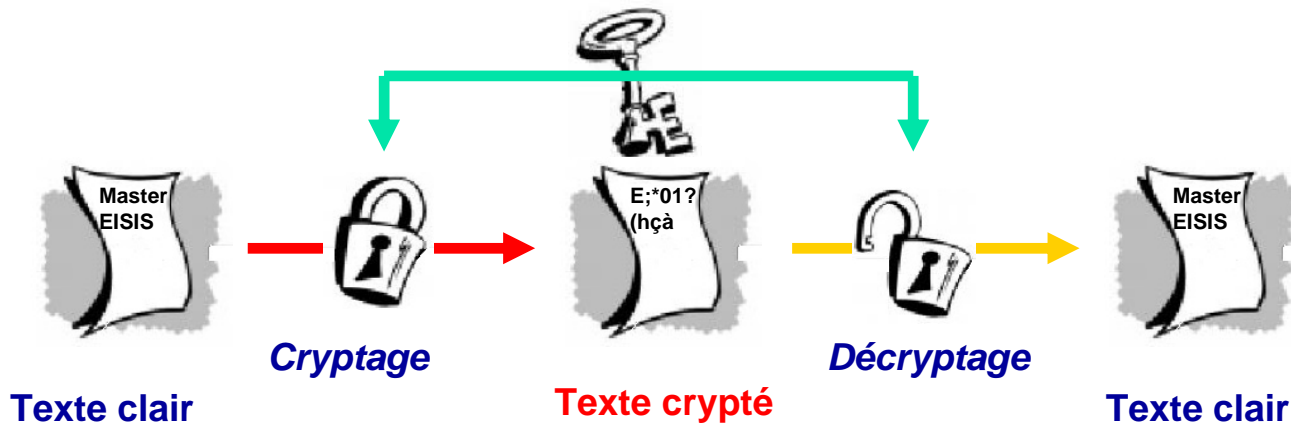 Master
EISIS
E;*01?
(hçà
Master
EISIS
Cryptage
Décryptage
Texte clair
Texte crypté
Texte clair